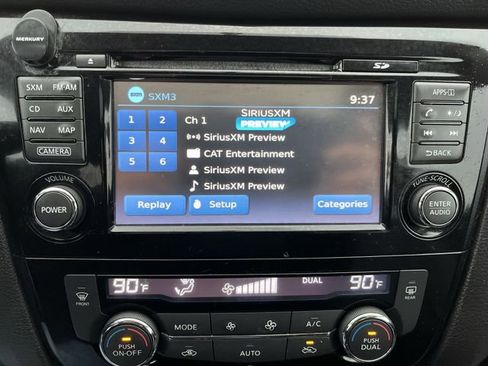 MERKURY
SD
SXM FM·AM
CD AUX
NAV MAP
CAMERA
VOLUME
POWER
SXM SXM3 9:37
1 2
3 4
5 6
Ch 1
SIRIUSXM
PREVIEW
SiriusXM Preview
CAT Entertainment
SiriusXM Preview
SiriusXM Preview
Replay Setup Categories
APPS·i
BACK
TUNE·SCROLL
ENTER
AUDIO
90°F DUAL 90°F
FRONT
REAR
MODE A/C
AUTO
PUSH
ON-OFF
PUSH
DUAL